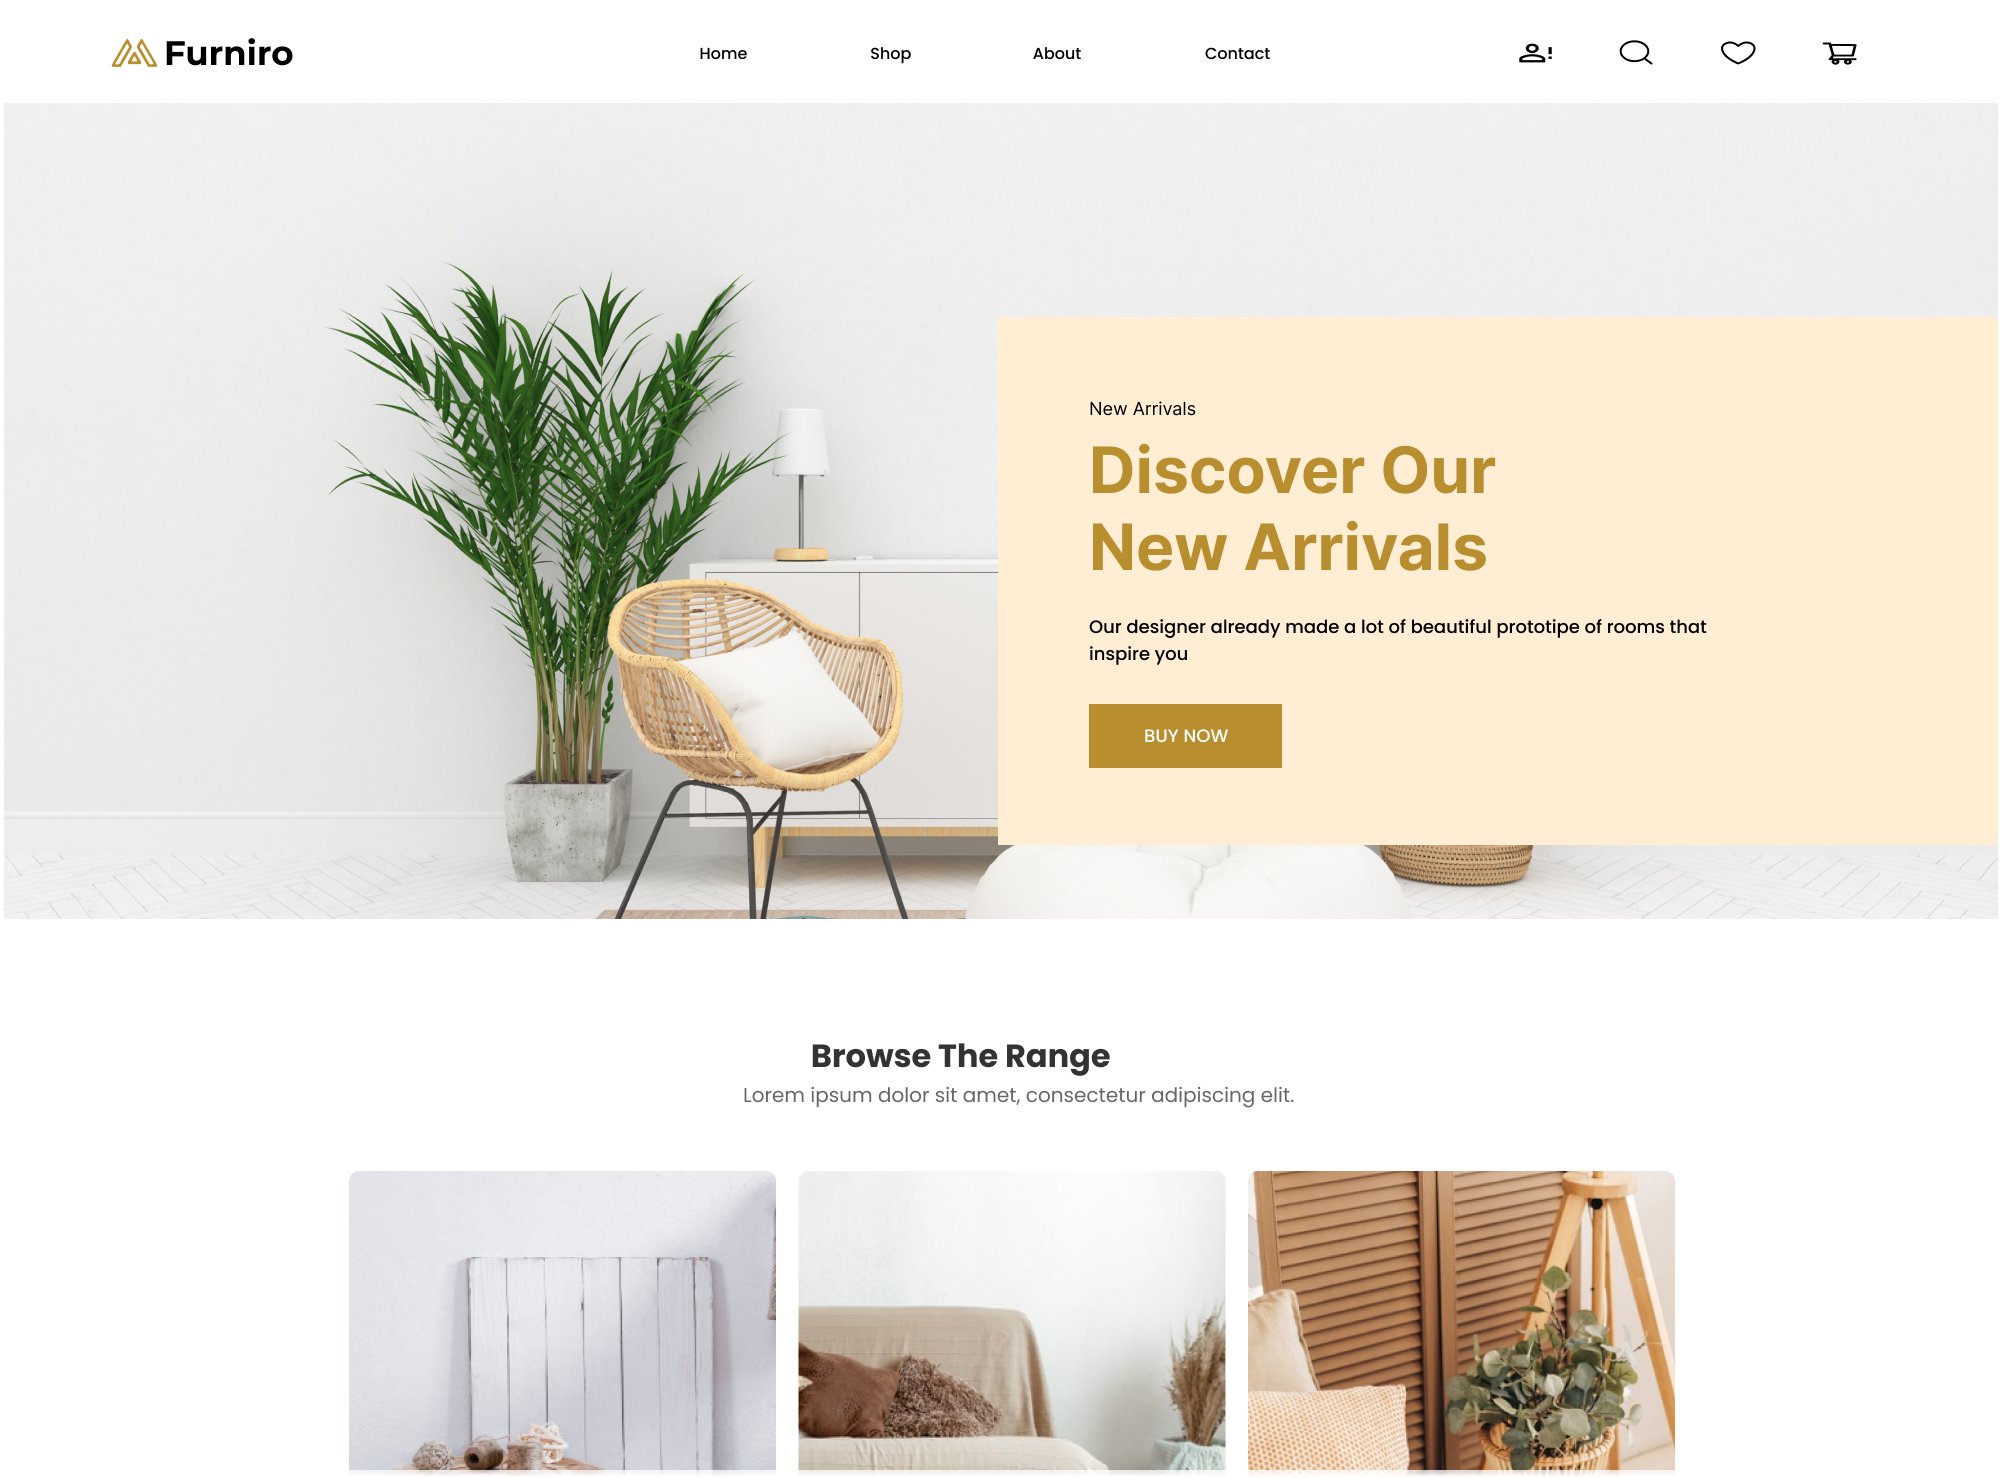 Furniro
Home
Shop
About
Contact
New Arrivals
Discover Our
New Arrivals
Our designer already made a lot of beautiful prototipe of rooms that
inspire you
BUY NOW
Browse The Range
Lorem ipsum dolor sit amet, consectetur adipiscing elit.